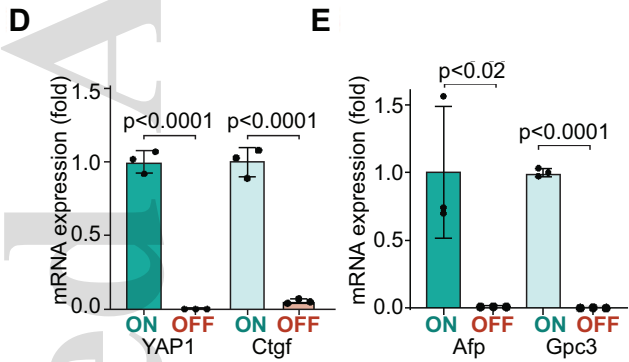 D
mRNA expression (fold)
1.5
1.0
0.5
0.0
p<0.0001
p<0.0001
ON OFF ON OFF
YAP1 Ctgf
E
mRNA expression (fold)
1.5
1.0
0.5
0.0
p<0.02
p<0.0001
ON OFF ON OFF
Afp Gpc3